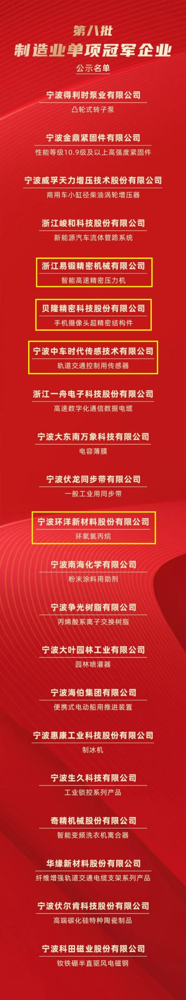 第八批
制造业单项冠军企业
公示名单
宁波得利时泵业有限公司
凸轮式转子泵
宁波金鼎紧固件有限公司
性能等级10.9级及以上高强度紧固件
宁波威孚天力增压技术股份有限公司
商用车小缸径柴油涡轮增压器
浙江峻和科技股份有限公司
新能源汽车流体管路系统
浙江易锻精密机械有限公司
智能高速精密压力机
贝隆精密科技股份有限公司
手机摄像头超精密结构件
宁波中车时代传感技术有限公司
轨道交通控制用传感器
浙江一舟电子科技股份有限公司
高速数字化通信数据电缆
宁波大东南万象科技有限公司
电容薄膜
宁波伏龙同步带有限公司
一般工业用同步带
宁波环洋新材料股份有限公司
环氧氯丙烷
宁波南海化学有限公司
粉末涂料用助剂
宁波争光树脂有限公司
丙烯酸系离子交换树脂
宁波大叶园林工业有限公司
园林喷灌器
宁波海伯集团有限公司
便携式电动船用推进装置
宁波惠康工业科技股份有限公司
制冰机
宁波生久科技有限公司
工业锁控系列产品
奇精机械股份有限公司
智能变频洗衣机离合器
华缘新材料股份有限公司
纤维增强轨道交通电缆支架系列产品
宁波伏尔肯科技股份有限公司
高端碳化硅特种陶瓷制品
宁波科田磁业股份有限公司
钕铁硼半直驱风电磁钢